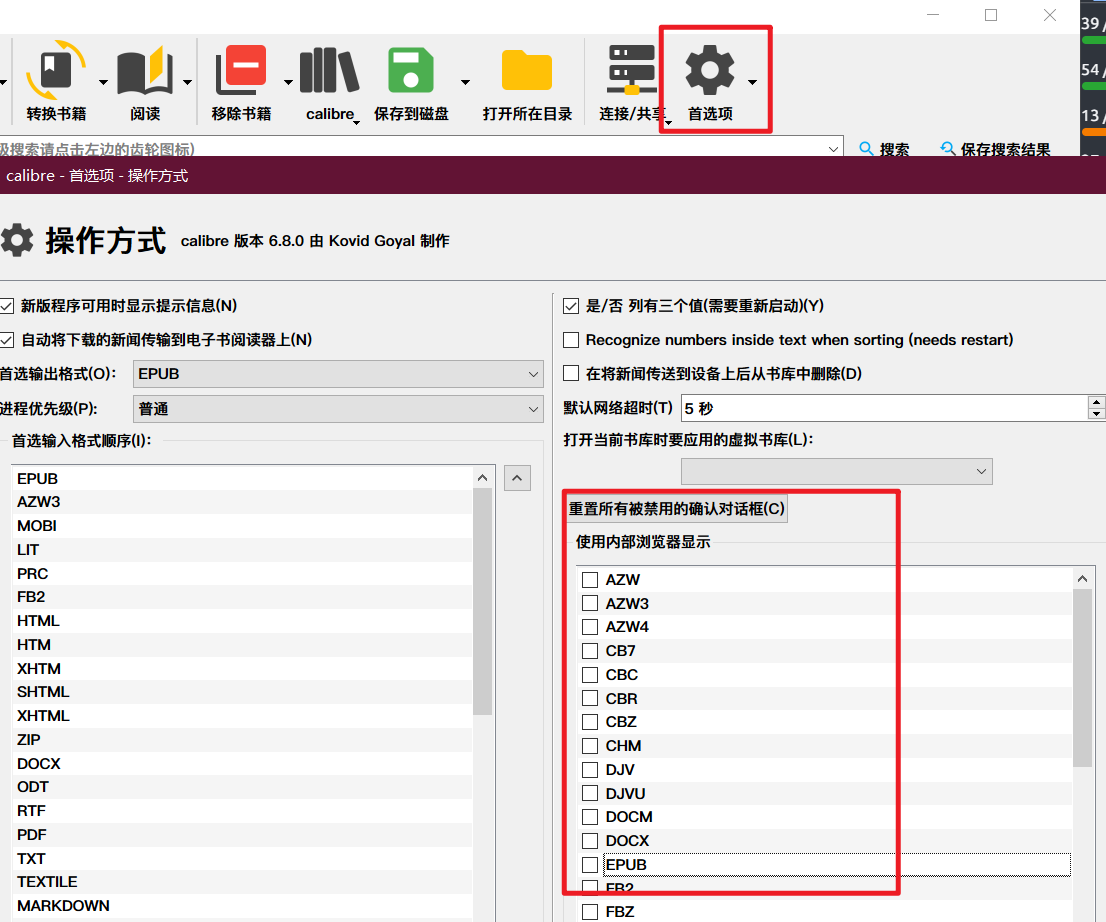 39 /
54 /
13 /
转换书籍
阅读
移除书籍
calibre
保存到磁盘
打开所在目录
连接/共享
首选项
搜索请点击左边的齿轮图标)
搜索
保存搜索结果
calibre - 首选项 - 操作方式
操作方式
calibre 版本 6.8.0 由 Kovid Goyal 制作
新版程序可用时显示提示信息(N)
自动将下载的新闻传输到电子书阅读器上(N)
首选输出格式(O):
EPUB
进程优先级(P):
普通
首选输入格式顺序(I):
EPUB
AZW3
MOBI
LIT
PRC
FB2
HTML
HTM
XHTM
SHTML
XHTML
ZIP
DOCX
ODT
RTF
PDF
TXT
TEXTILE
MARKDOWN
是/否 列有三个值(需要重新启动)(Y)
Recognize numbers inside text when sorting (needs restart)
在将新闻传送到设备上后从书库中删除(D)
默认网络超时(T)
5 秒
打开当前书库时要应用的虚拟书库(L):
重置所有被禁用的确认对话框(C)
使用内部浏览器显示
AZW
AZW3
AZW4
CB7
CBC
CBR
CBZ
CHM
DJV
DJVU
DOCM
DOCX
EPUB
FB2
FBZ